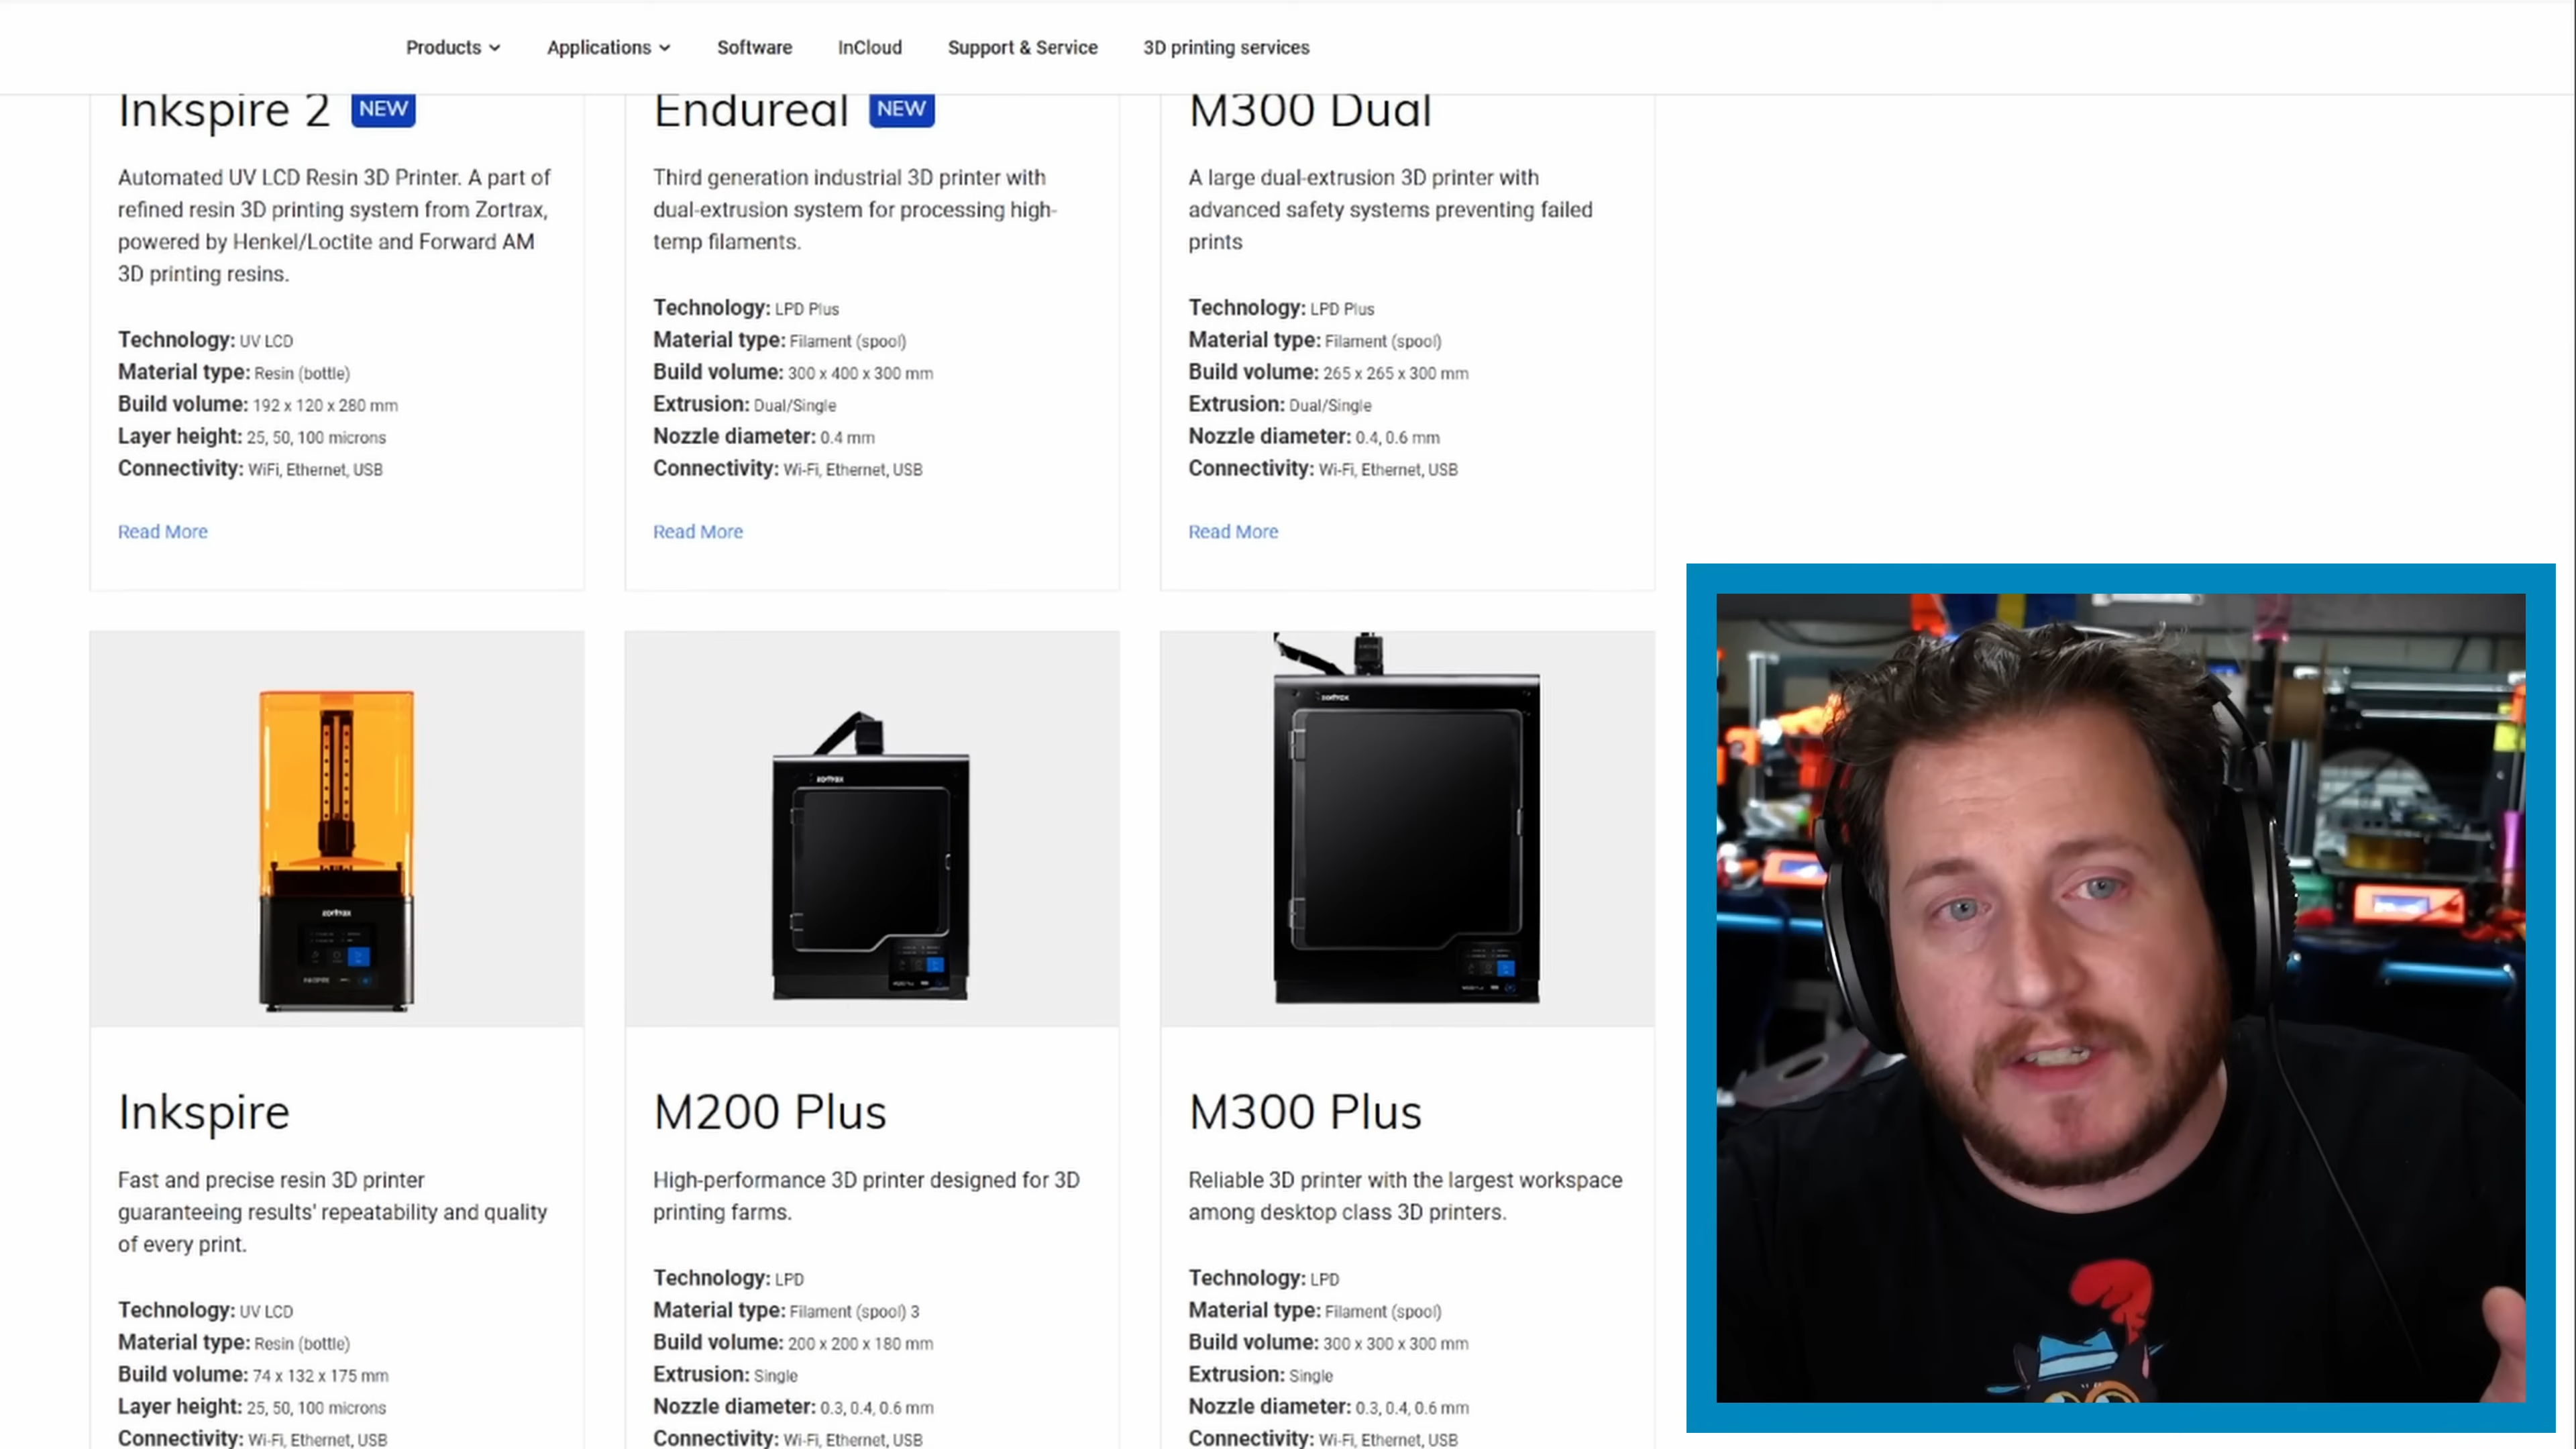 Products
Applications
Software
InCloud
Support & Service
3D printing services
Inkspire 2 NEW
Automated UV LCD Resin 3D Printer. A part of
refined resin 3D printing system from Zortrax,
powered by Henkel/Loctite and Forward AM
3D printing resins.
Technology: UV LCD
Material type: Resin (bottle)
Build volume: 192 x 120 x 280 mm
Layer height: 25, 50, 100 microns
Connectivity: WiFi, Ethernet, USB
Read More
Endureal NEW
Third generation industrial 3D printer with
dual-extrusion system for processing high-
temp filaments.
Technology: LPD Plus
Material type: Filament (spool)
Build volume: 300 x 400 x 300 mm
Extrusion: Dual/Single
Nozzle diameter: 0.4 mm
Connectivity: Wi-Fi, Ethernet, USB
Read More
M300 Dual
A large dual-extrusion 3D printer with
advanced safety systems preventing failed
prints
Technology: LPD Plus
Material type: Filament (spool)
Build volume: 265 x 265 x 300 mm
Extrusion: Dual/Single
Nozzle diameter: 0.4, 0.6 mm
Connectivity: Wi-Fi, Ethernet, USB
Read More
zortrax
INKSPIRE
Inkspire
Fast and precise resin 3D printer
guaranteeing results' repeatability and quality
of every print.
Technology: UV LCD
Material type: Resin (bottle)
Build volume: 74 x 132 x 175 mm
Layer height: 25, 50, 100 microns
Connectivity: Wi-Fi, Ethernet, USB
zortrax
M200 Plus
High-performance 3D printer designed for 3D
printing farms.
Technology: LPD
Material type: Filament (spool) 3
Build volume: 200 x 200 x 180 mm
Extrusion: Single
Nozzle diameter: 0.3, 0.4, 0.6 mm
Connectivity: Wi-Fi, Ethernet, USB
zortrax
M300 Plus
Reliable 3D printer with the largest workspace
among desktop class 3D printers.
Technology: LPD
Material type: Filament (spool)
Build volume: 300 x 300 x 300 mm
Extrusion: Single
Nozzle diameter: 0.3, 0.4, 0.6 mm
Connectivity: Wi-Fi, Ethernet, USB